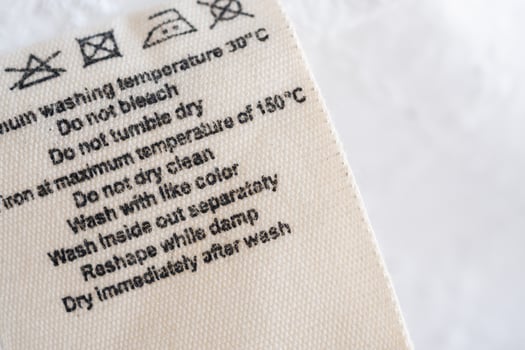 washing temperature 30°C
Do not bleach
Do not tumble dry
iron at maximum temperature of 150°C
Do not dry clean
Wash with like color
Wash inside out separately
Reshape while damp
Dry immediately after wash